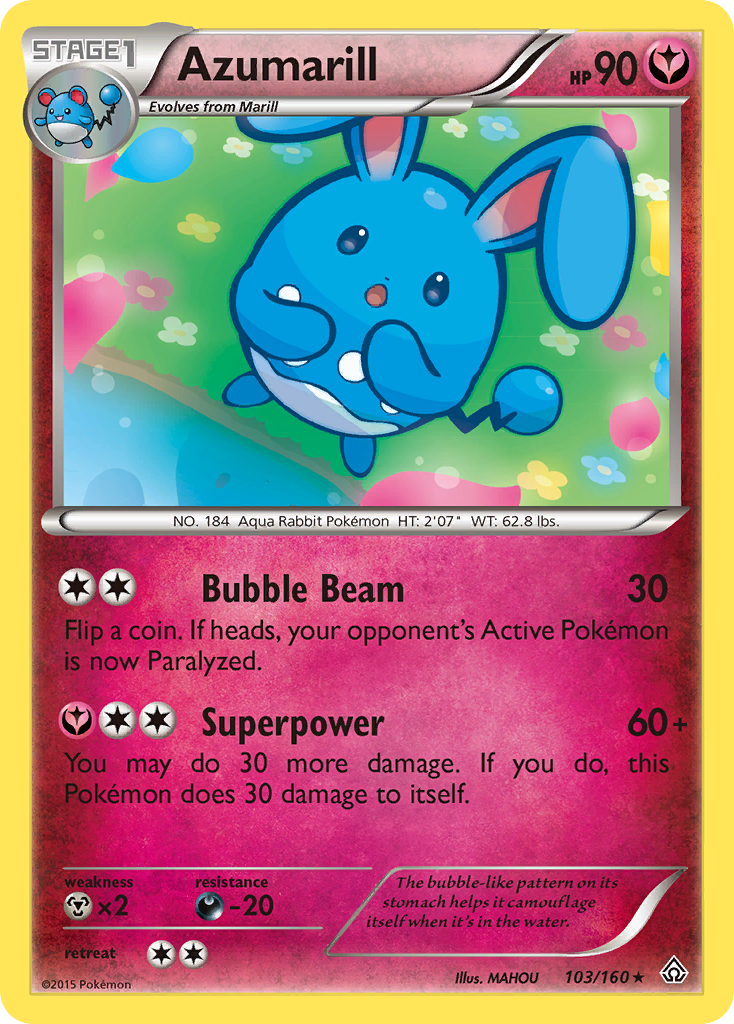 STAGE1
Azumarill
HP 90
Evolves from Marill
NO. 184 Aqua Rabbit Pokémon HT: 2'07" WT: 62.8 lbs.
Bubble Beam 30
Flip a coin. If heads, your opponent's Active Pokémon
is now Paralyzed.
Superpower 60+
You may do 30 more damage. If you do, this
Pokémon does 30 damage to itself.
weakness resistance
×2 -20
retreat
The bubble-like pattern on its
stomach helps it camouflage
itself when it's in the water.
©2015 Pokémon
Illus. MAHOU 103/160 ★